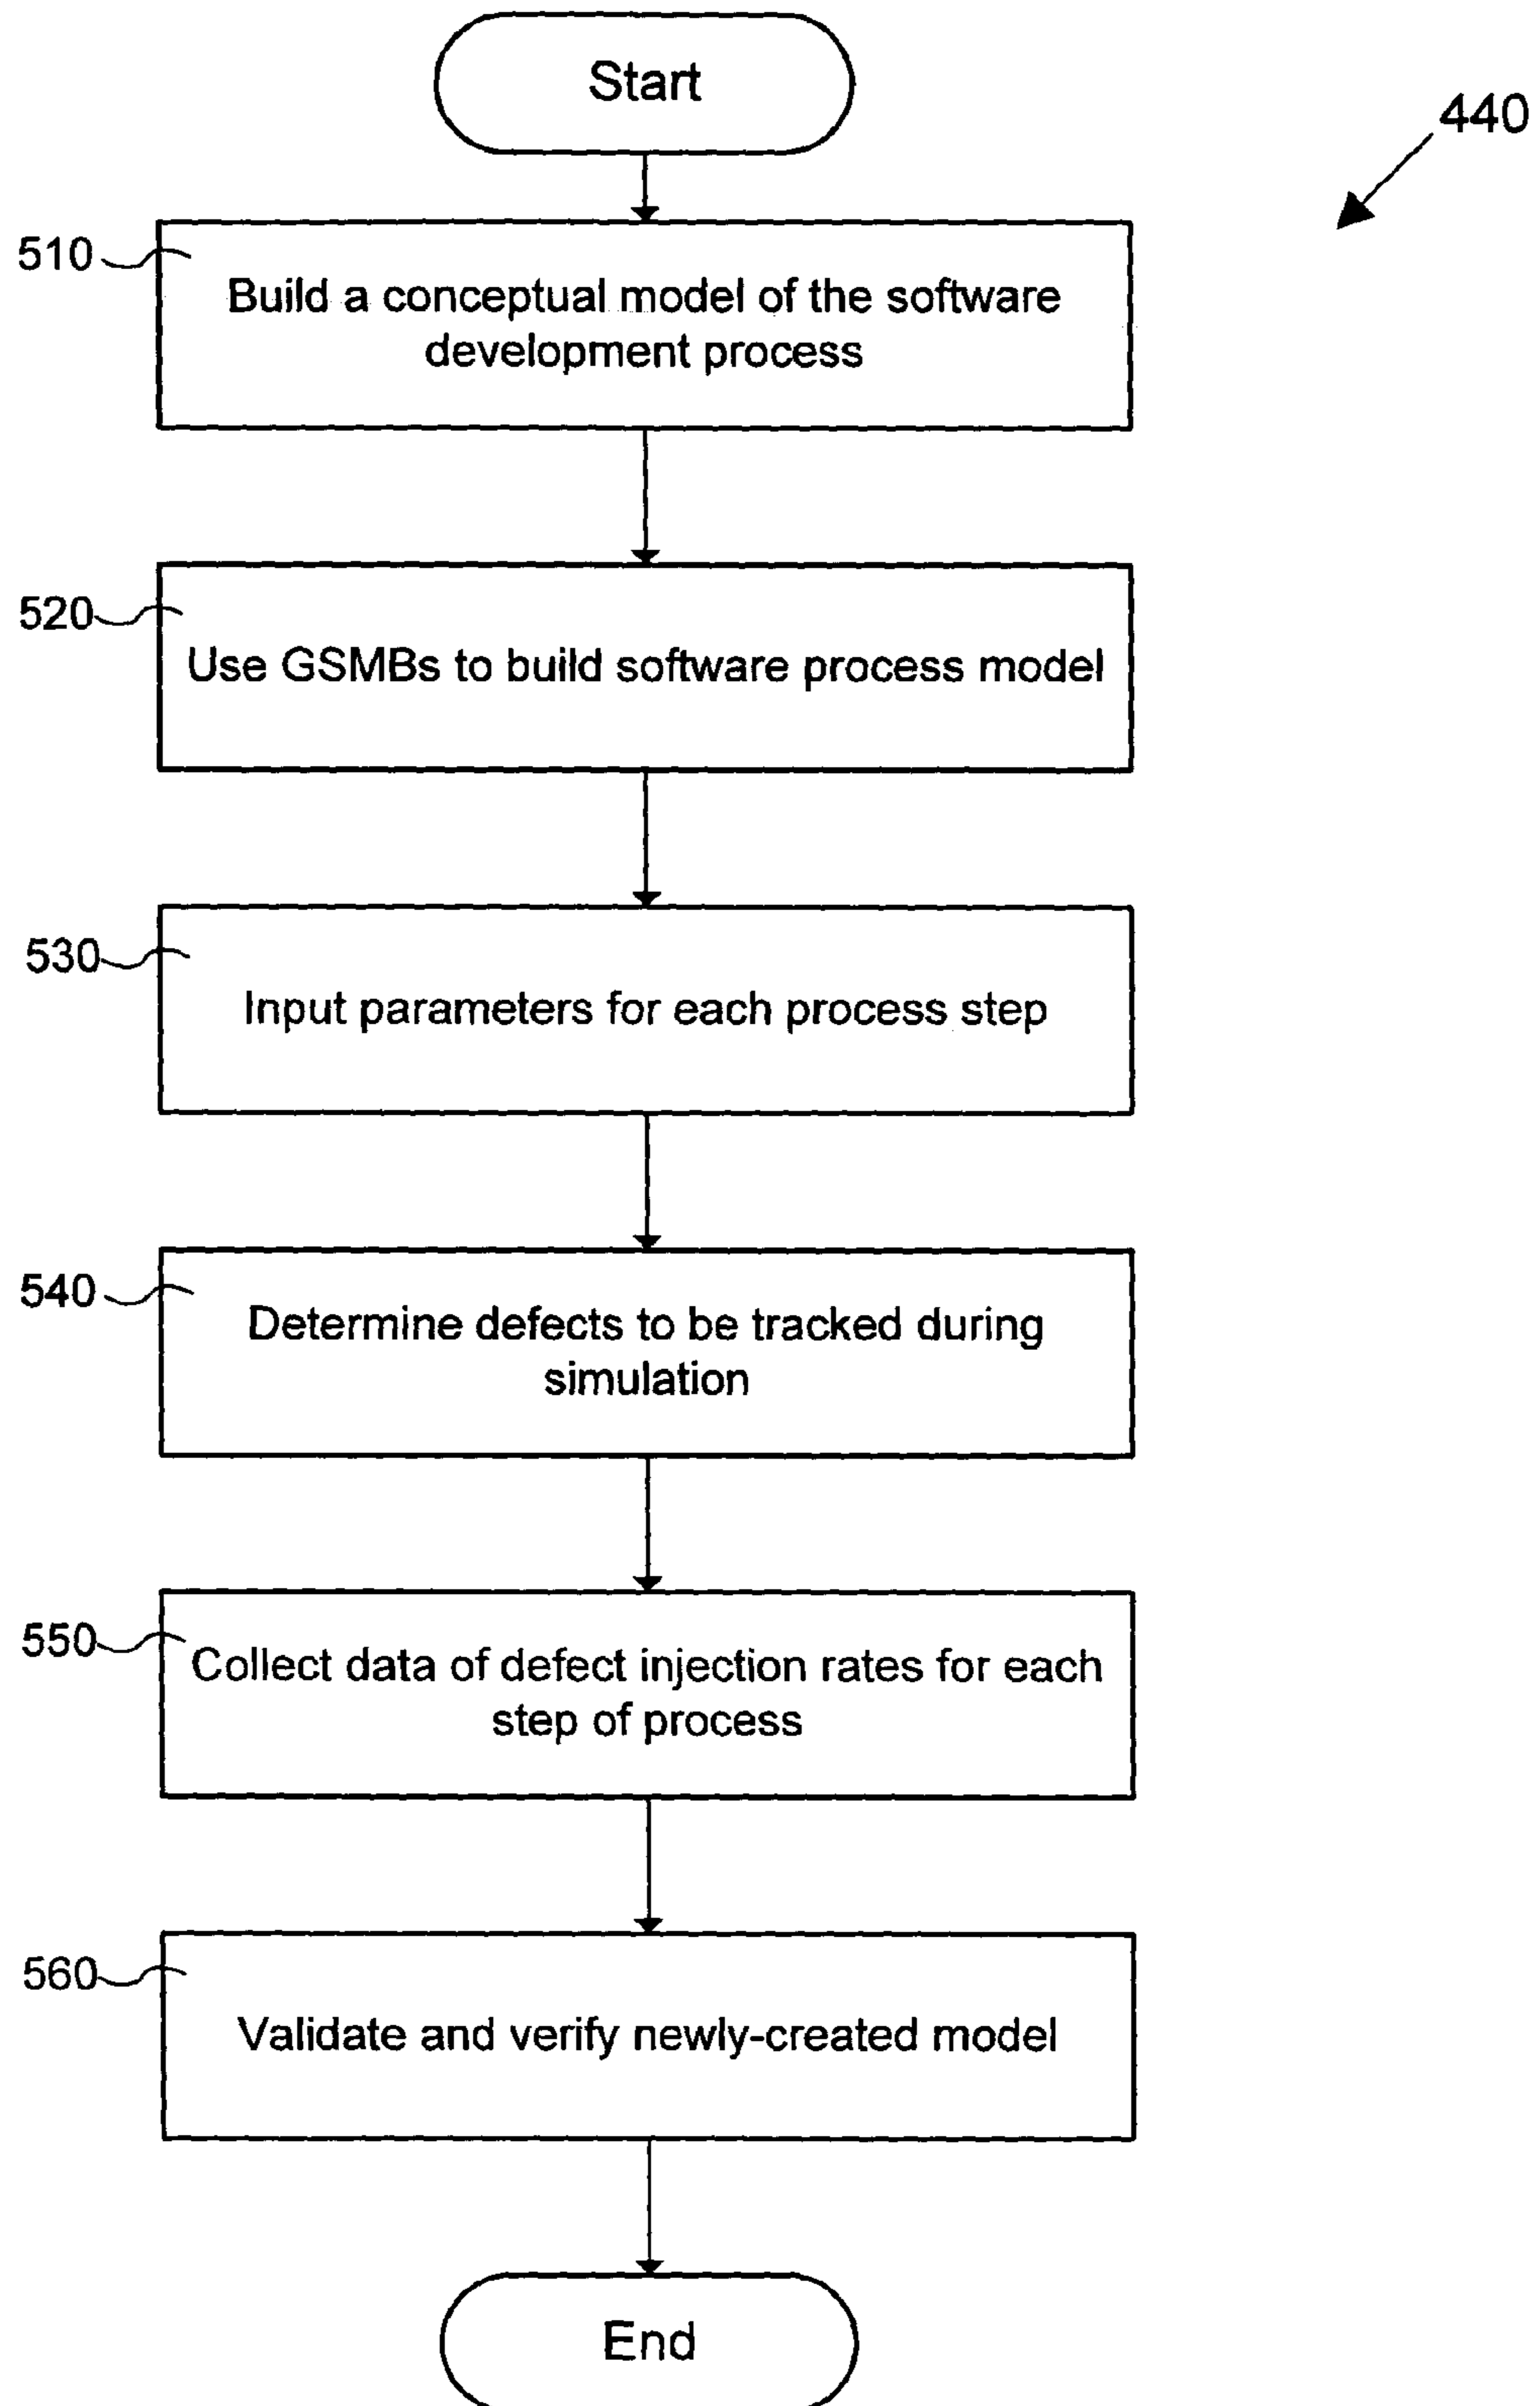 Start
440
510
Build a conceptual model of the software
development process
520
Use GSMBs to build software process model
530
Input parameters for each process step
540
Determine defects to be tracked during
simulation
550
Collect data of defect injection rates for each
step of process
560
Validate and verify newly-created model
End